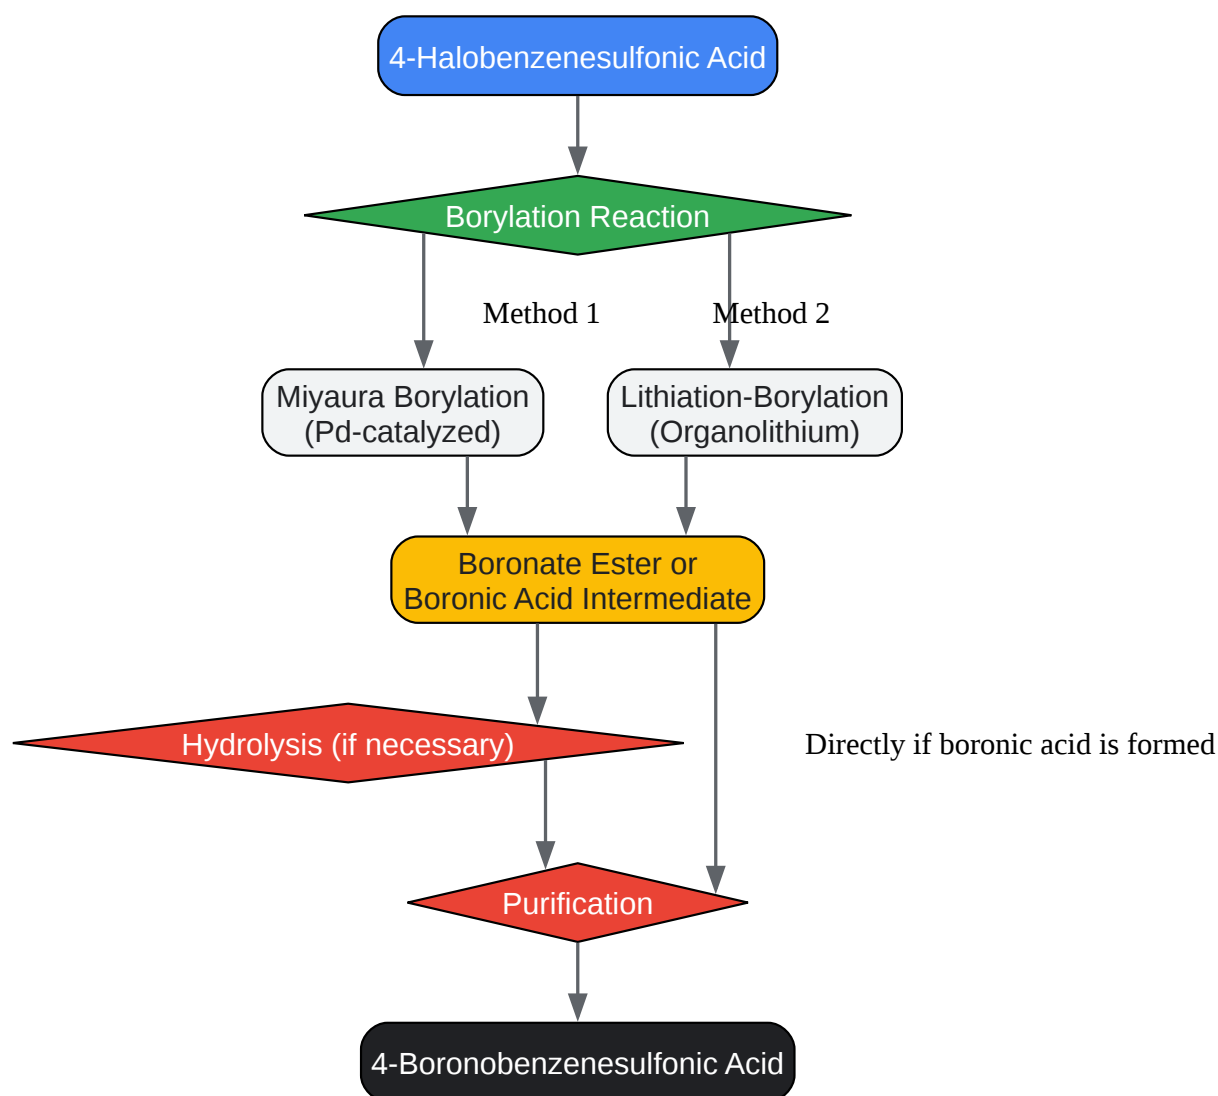 4-Halobenzenesulfonic Acid
Borylation Reaction
Method 1
Method 2
Miyaura Borylation
(Pd-catalyzed)
Lithiation-Borylation
(Organolithium)
Boronate Ester or
Boronic Acid Intermediate
Hydrolysis (if necessary)
Directly if boronic acid is formed
Purification
4-Boronobenzenesulfonic Acid